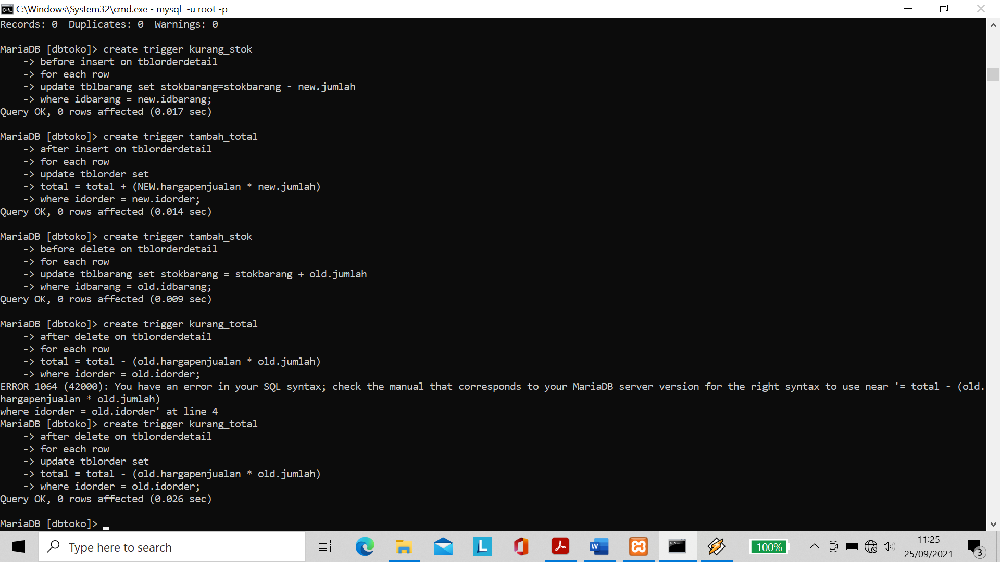 C:\Windows\System32\cmd.exe - mysql  -u root -p
Records: 0  Duplicates: 0  Warnings: 0
MariaDB [dbtoko]> create trigger kurang_stok
    -> before insert on tblorderdetail
    -> for each row
    -> update tblbarang set stokbarang=stokbarang - new.jumlah
    -> where idbarang = new.idbarang;
Query OK, 0 rows affected (0.017 sec)
MariaDB [dbtoko]> create trigger tambah_total
    -> after insert on tblorderdetail
    -> for each row
    -> update tblorder set
    -> total = total + (NEW.hargapenjualan * new.jumlah)
    -> where idorder = new.idorder;
Query OK, 0 rows affected (0.014 sec)
MariaDB [dbtoko]> create trigger tambah_stok
    -> before delete on tblorderdetail
    -> for each row
    -> update tblbarang set stokbarang = stokbarang + old.jumlah
    -> where idbarang = old.idbarang;
Query OK, 0 rows affected (0.009 sec)
MariaDB [dbtoko]> create trigger kurang_total
    -> after delete on tblorderdetail
    -> for each row
    -> total = total - (old.hargapenjualan * old.jumlah)
    -> where idorder = old.idorder;
ERROR 1064 (42000): You have an error in your SQL syntax; check the manual that corresponds to your MariaDB server version for the right syntax to use near '= total - (old.
hargapenjualan * old.jumlah)
where idorder = old.idorder' at line 4
MariaDB [dbtoko]> create trigger kurang_total
    -> after delete on tblorderdetail
    -> for each row
    -> update tblorder set
    -> total = total - (old.hargapenjualan * old.jumlah)
    -> where idorder = old.idorder;
Query OK, 0 rows affected (0.026 sec)
MariaDB [dbtoko]>
Type here to search
L
W
100%
11:25
25/09/2021
3